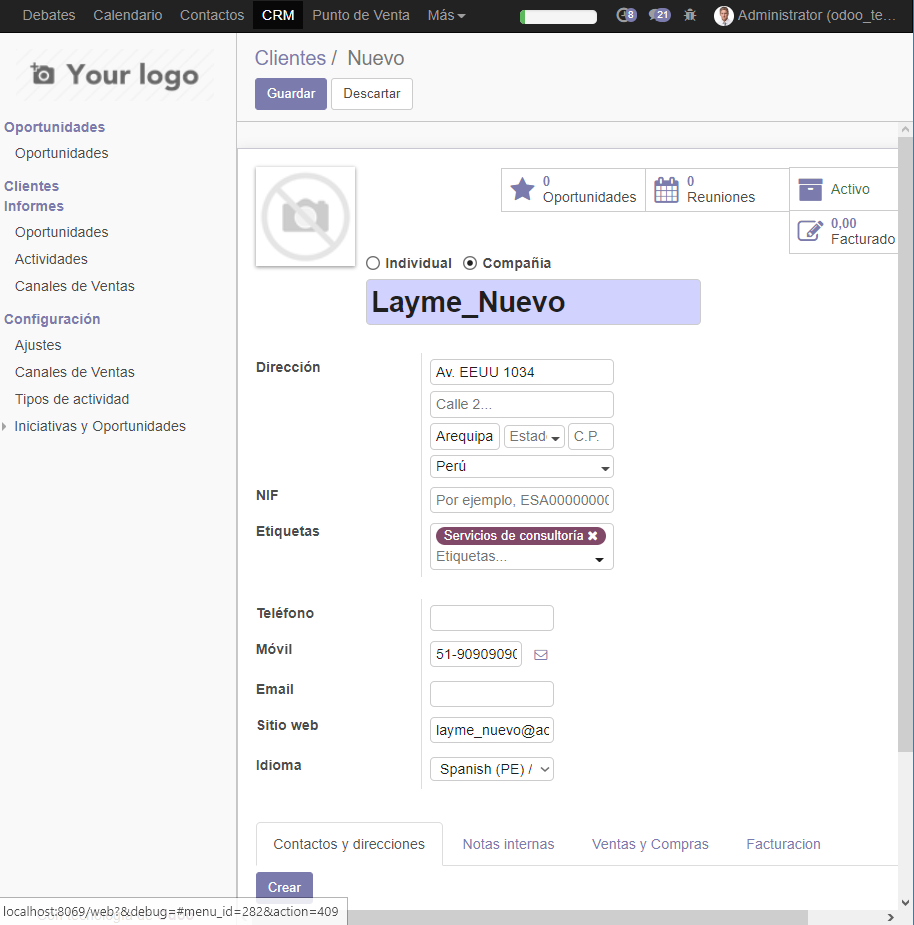 Debates Calendario Contactos CRM Punto de Venta Más 8 21 Administrator (odoo_te...
Your logo
Oportunidades
Oportunidades
Clientes
Informes
Oportunidades
Actividades
Canales de Ventas
Configuración
Ajustes
Canales de Ventas
Tipos de actividad
Iniciativas y Oportunidades
Clientes / Nuevo
Guardar Descartar
0
Oportunidades
0
Reuniones
Activo
0,00
Facturado
Individual Compañia
Layme_Nuevo
Dirección Av. EEUU 1034
Calle 2...
Arequipa Estado C.P.
Perú
NIF Por ejemplo, ESA00000000
Etiquetas Servicios de consultoría ✖
Etiquetas...
Teléfono
Móvil 51-90909090
Email
Sitio web layme_nuevo@ac
Idioma Spanish (PE) /
Contactos y direcciones Notas internas Ventas y Compras Facturacion
Crear
localhost:8069/web?&debug=#menu_id=282&action=409